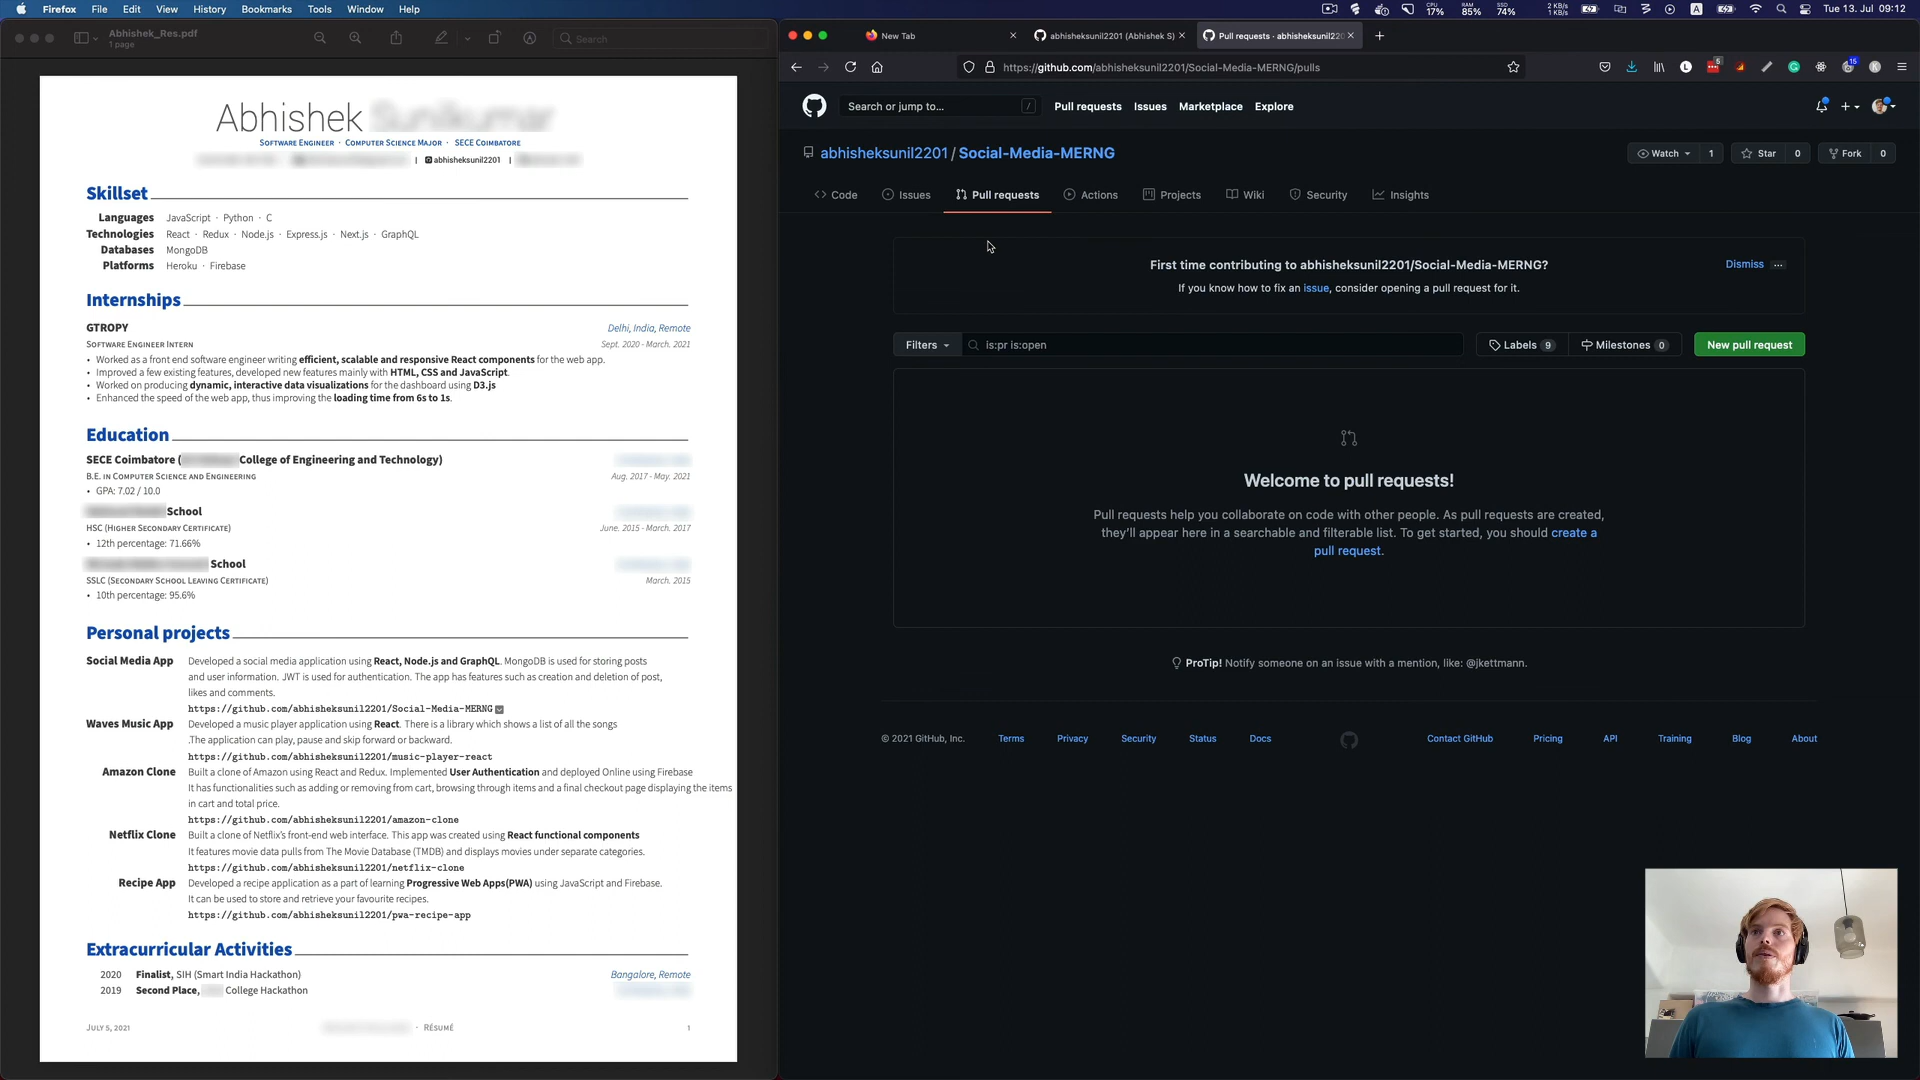 Firefox File Edit View History Bookmarks Tools Window Help
CPU 17% RAM 85% SSD 74% 2 KB/s 1 KB/s A Tue 13. Jul 09:12
Abhishek_Res.pdf
1 page
Search
Abhishek
Software Engineer · Computer Science Major · SECE Coimbatore
| abhisheksunil2201 |
Skillset
Languages JavaScript · Python · C
Technologies React · Redux · Node.js · Express.js · Next.js · GraphQL
Databases MongoDB
Platforms Heroku · Firebase
Internships
GTROPY Delhi, India, Remote
Software Engineer Intern Sept. 2020 - March. 2021
• Worked as a front end software engineer writing efficient, scalable and responsive React components for the web app.
• Improved a few existing features, developed new features mainly with HTML, CSS and JavaScript.
• Worked on producing dynamic, interactive data visualizations for the dashboard using D3.js
• Enhanced the speed of the web app, thus improving the loading time from 6s to 1s.
Education
SECE Coimbatore ( College of Engineering and Technology)
B.E. in Computer Science and Engineering Aug. 2017 - May. 2021
• GPA: 7.02 / 10.0
School
HSC (Higher Secondary Certificate) June. 2015 - March. 2017
• 12th percentage: 71.66%
School
SSLC (Secondary School Leaving Certificate) March. 2015
• 10th percentage: 95.6%
Personal projects
Social Media App Developed a social media application using React, Node.js and GraphQL. MongoDB is used for storing posts
and user information. JWT is used for authentication. The app has features such as creation and deletion of post,
likes and comments.
https://github.com/abhisheksunil2201/Social-Media-MERNG
Waves Music App Developed a music player application using React. There is a library which shows a list of all the songs
.The application can play, pause and skip forward or backward.
https://github.com/abhisheksunil2201/music-player-react
Amazon Clone Built a clone of Amazon using React and Redux. Implemented User Authentication and deployed Online using Firebase
It has functionalities such as adding or removing from cart, browsing through items and a final checkout page displaying the items
in cart and total price.
https://github.com/abhisheksunil2201/amazon-clone
Netflix Clone Built a clone of Netflix's front-end web interface. This app was created using React functional components
It features movie data pulls from The Movie Database (TMDB) and displays movies under separate categories.
https://github.com/abhisheksunil2201/netflix-clone
Recipe App Developed a recipe application as a part of learning Progressive Web Apps(PWA) using JavaScript and Firebase.
It can be used to store and retrieve your favourite recipes.
https://github.com/abhisheksunil2201/pwa-recipe-app
Extracurricular Activities
2020 Finalist, SIH (Smart India Hackathon) Bangalore, Remote
2019 Second Place, College Hackathon
July 5, 2021 · Résumé 1
New Tab abhisheksunil2201 (Abhishek S) Pull requests · abhisheksunil220
https://github.com/abhisheksunil2201/Social-Media-MERNG/pulls
5 15
Search or jump to... / Pull requests Issues Marketplace Explore
abhisheksunil2201 / Social-Media-MERNG Watch 1 Star 0 Fork 0
Code Issues Pull requests Actions Projects Wiki Security Insights
First time contributing to abhisheksunil2201/Social-Media-MERNG? Dismiss ...
If you know how to fix an issue, consider opening a pull request for it.
Filters is:pr is:open Labels 9 Milestones 0 New pull request
Welcome to pull requests!
Pull requests help you collaborate on code with other people. As pull requests are created,
they'll appear here in a searchable and filterable list. To get started, you should create a
pull request.
ProTip! Notify someone on an issue with a mention, like: @jkettmann.
© 2021 GitHub, Inc. Terms Privacy Security Status Docs Contact GitHub Pricing API Training Blog About